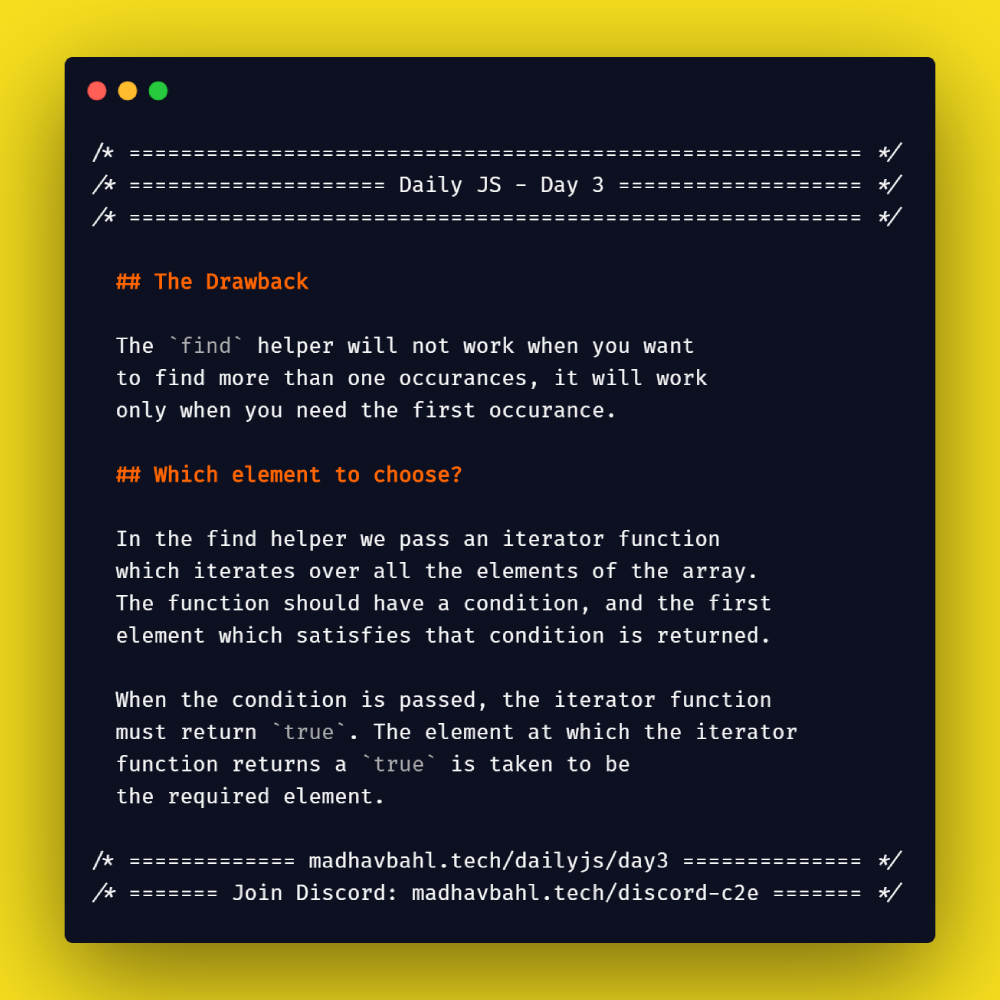 /* ========================================================= */
/* ==================== Daily JS - Day 3 =================== */
/* ========================================================= */
## The Drawback
The `find` helper will not work when you want
to find more than one occurances, it will work
only when you need the first occurance.
## Which element to choose?
In the find helper we pass an iterator function
which iterates over all the elements of the array.
The function should have a condition, and the first
element which satisfies that condition is returned.
When the condition is passed, the iterator function
must return `true`. The element at which the iterator
function returns a `true` is taken to be
the required element.
/* ============= madhavbahl.tech/dailyjs/day3 ============== */
/* ======= Join Discord: madhavbahl.tech/discord-c2e ======= */